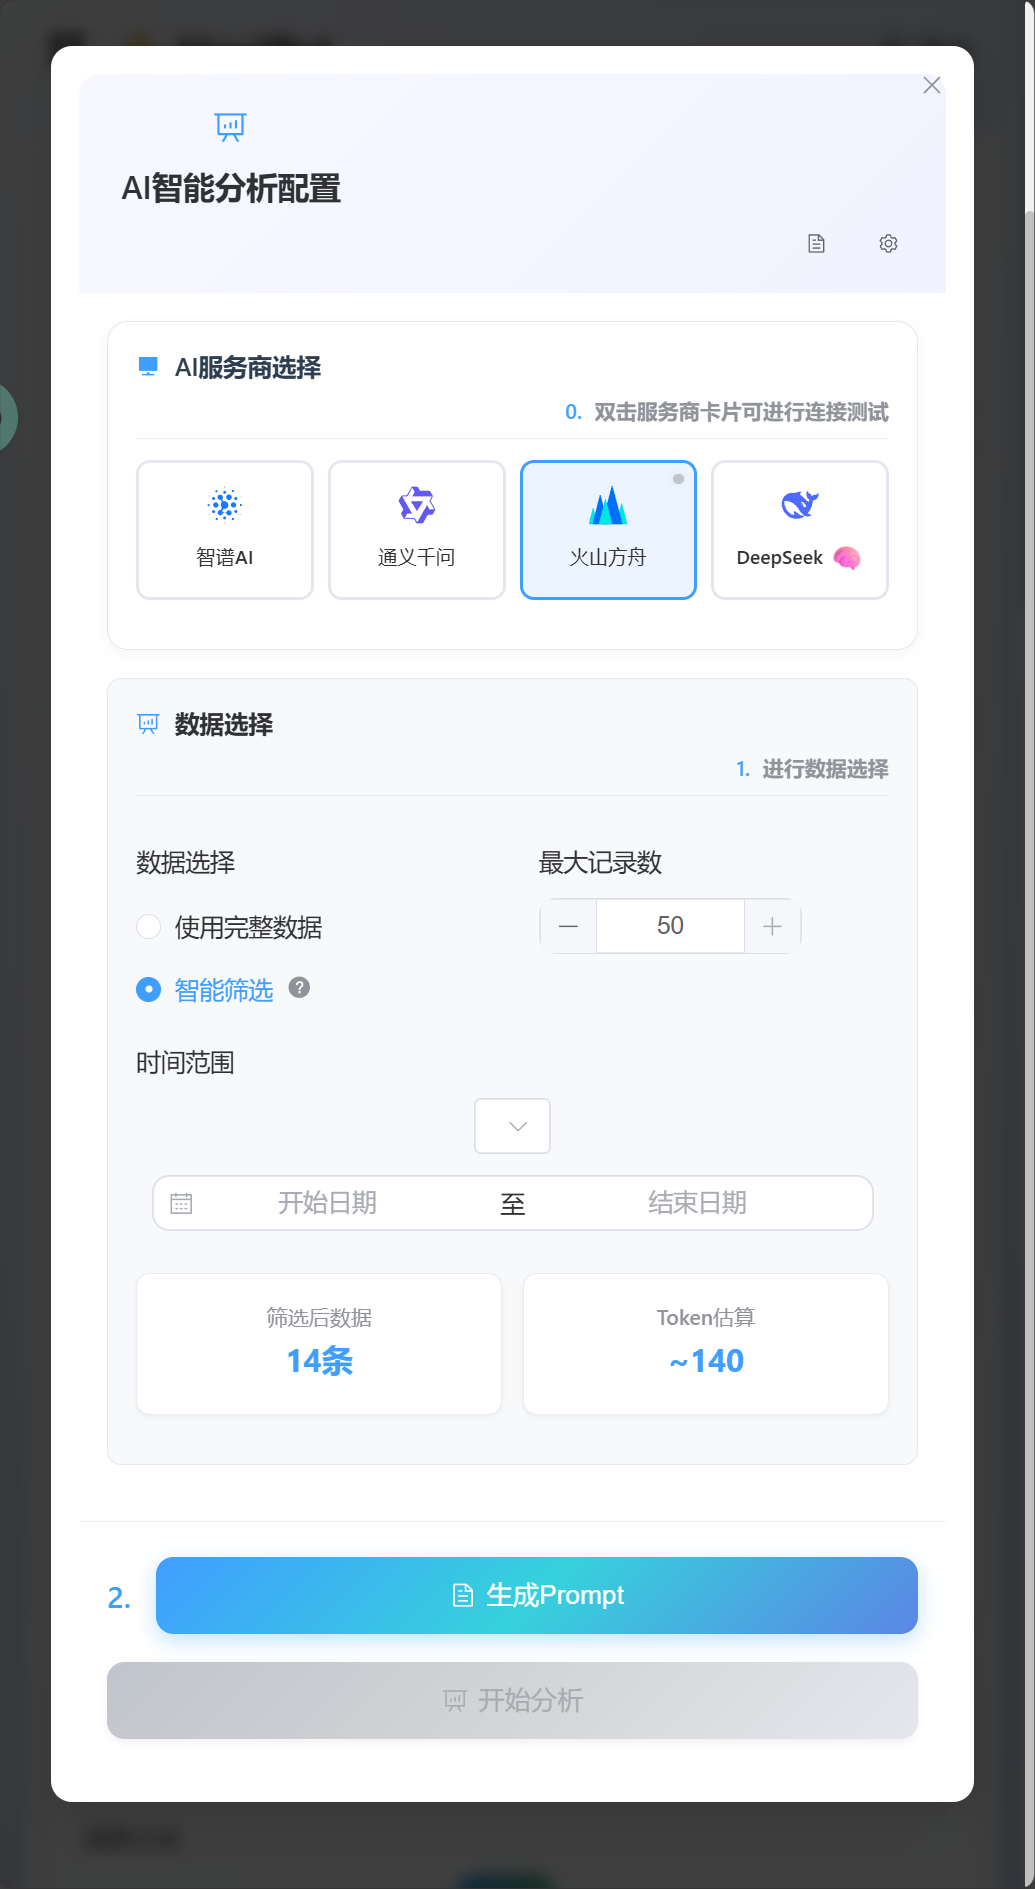 AI智能分析配置
AI服务商选择
0. 双击服务商卡片可进行连接测试
智谱AI
通义千问
火山方舟
DeepSeek
数据选择
1. 进行数据选择
数据选择
最大记录数
使用完整数据
50
智能筛选
时间范围
开始日期 至 结束日期
筛选后数据
14条
Token估算
~140
2. 生成Prompt
开始分析